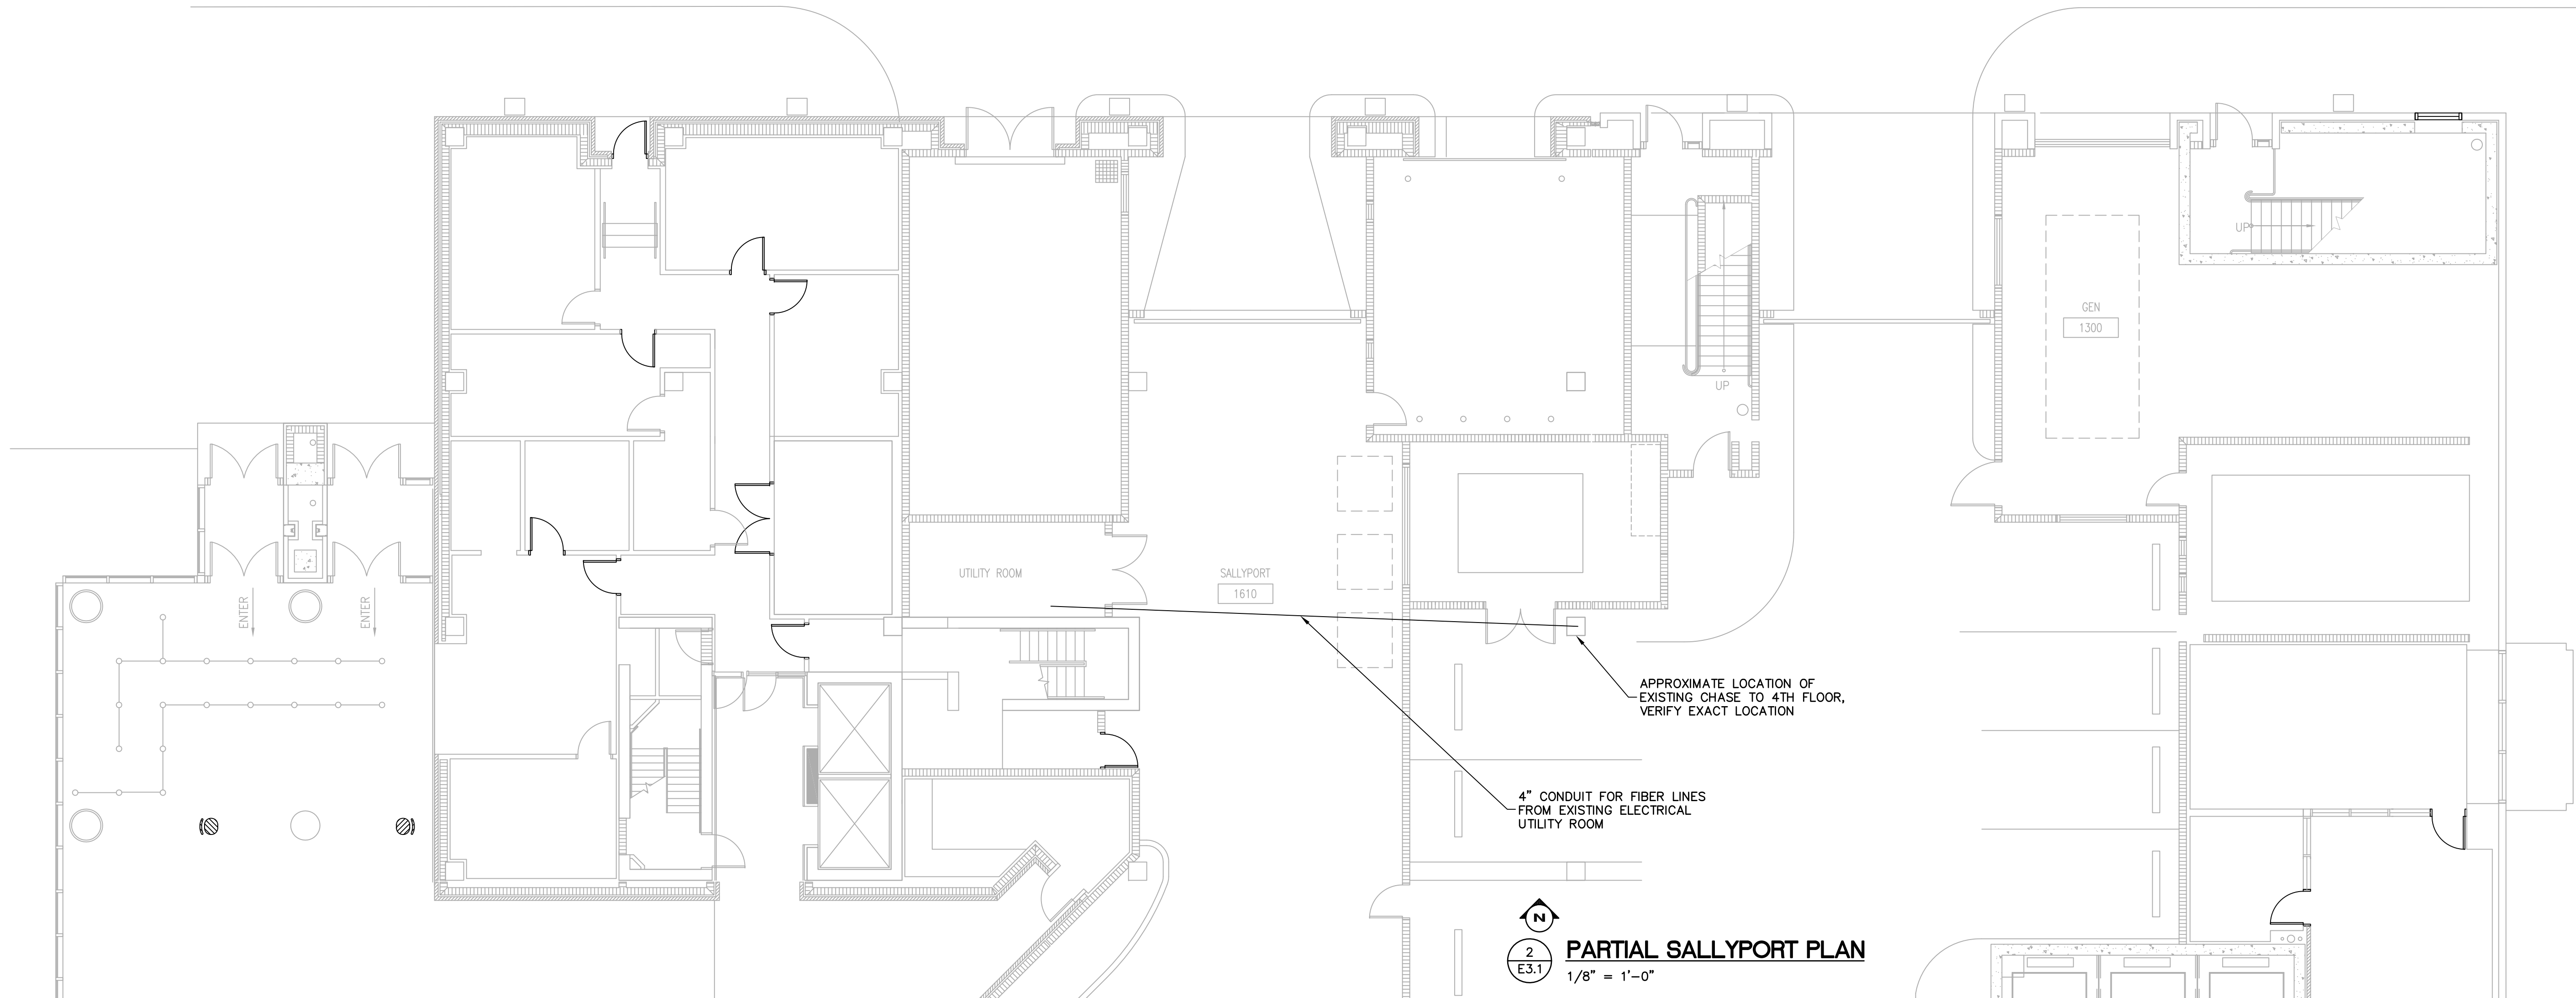 UP
GEN
1300
UP
UTILITY ROOM
SALLYPORT
1610
ENTER
ENTER
APPROXIMATE LOCATION OF
EXISTING CHASE TO 4TH FLOOR,
VERIFY EXACT LOCATION
4" CONDUIT FOR FIBER LINES
FROM EXISTING ELECTRICAL
UTILITY ROOM
N
2
E3.1
PARTIAL SALLYPORT PLAN
1/8" = 1'-0"